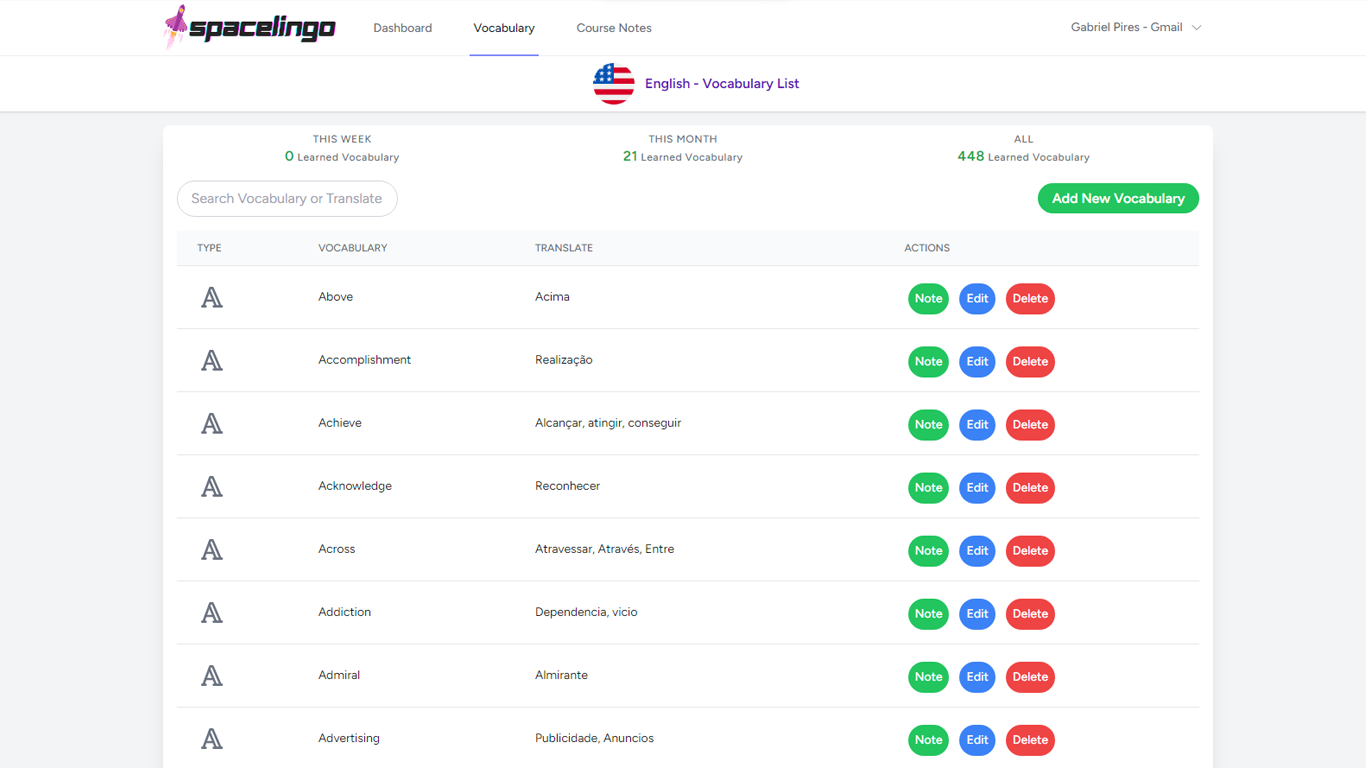 spacelingo Dashboard Vocabulary Course Notes Gabriel Pires - Gmail
English - Vocabulary List
THIS WEEK THIS MONTH ALL
0 Learned Vocabulary 21 Learned Vocabulary 448 Learned Vocabulary
Search Vocabulary or Translate Add New Vocabulary
TYPE VOCABULARY TRANSLATE ACTIONS
A Above Acima Note Edit Delete
A Accomplishment Realização Note Edit Delete
A Achieve Alcançar, atingir, conseguir Note Edit Delete
A Acknowledge Reconhecer Note Edit Delete
A Across Atravessar, Através, Entre Note Edit Delete
A Addiction Dependencia, vicio Note Edit Delete
A Admiral Almirante Note Edit Delete
A Advertising Publicidade, Anuncios Note Edit Delete